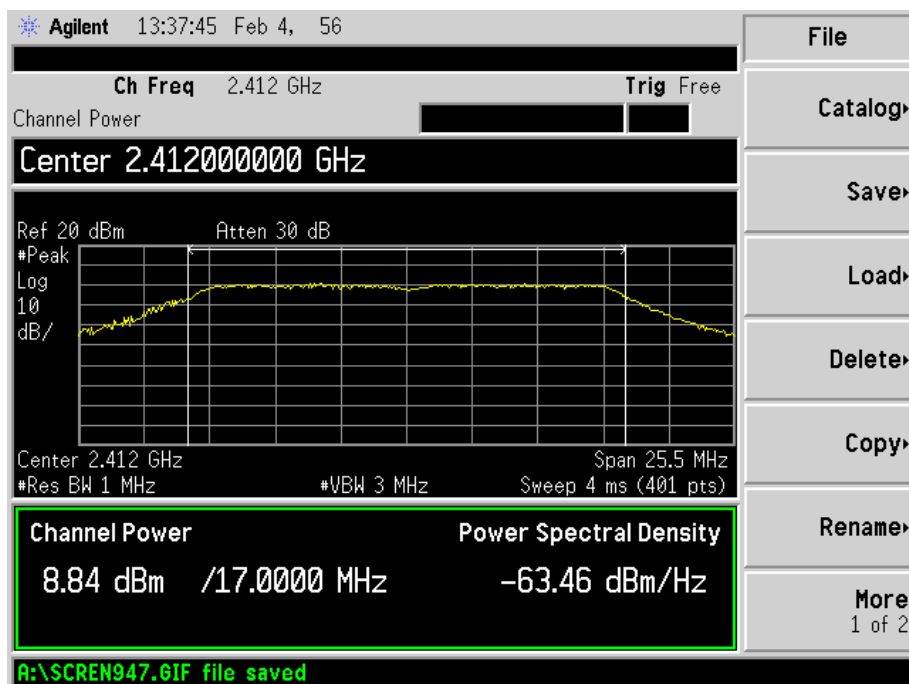 Agilent 13:37:45 Feb 4, 56
Ch Freq 2.412 GHz Trig Free
Channel Power
Center 2.412000000 GHz
Ref 20 dBm Atten 30 dB
#Peak
Log
10
dB/
Center 2.412 GHz Span 25.5 MHz
#Res BW 1 MHz #VBW 3 MHz Sweep 4 ms (401 pts)
Channel Power Power Spectral Density
8.84 dBm /17.0000 MHz -63.46 dBm/Hz
A:\SCREN947.GIF file saved
File
Catalog
Save
Load
Delete
Copy
Rename
More
1 of 2